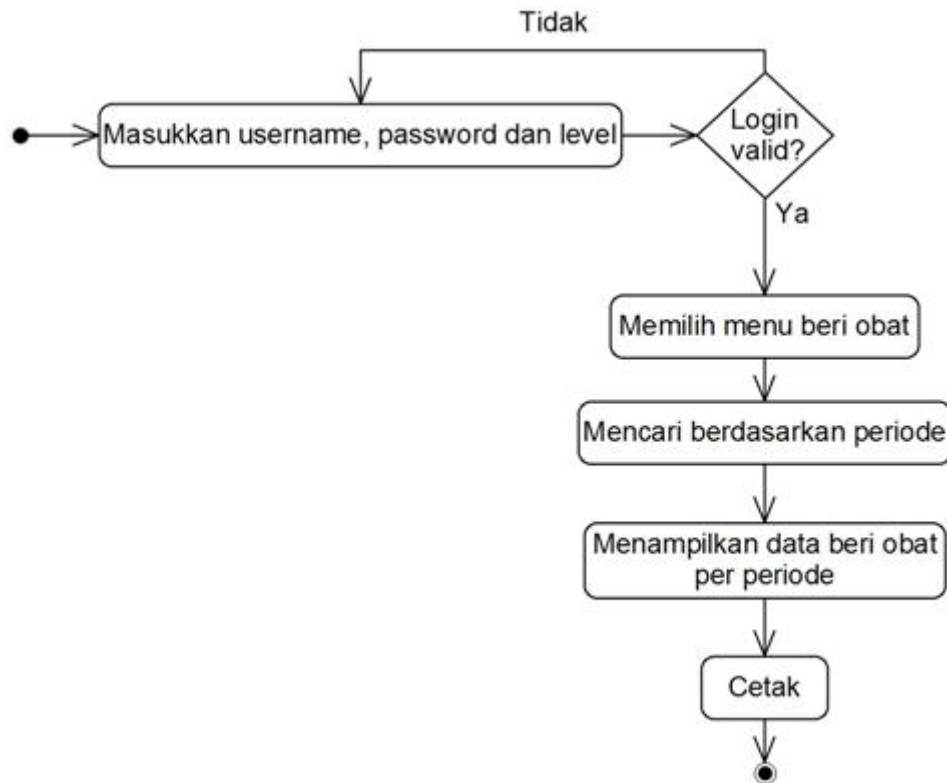 Tidak
Masukkan username, password dan level
Login
valid?
Ya
Memilih menu beri obat
Mencari berdasarkan periode
Menampilkan data beri obat
per periode
Cetak